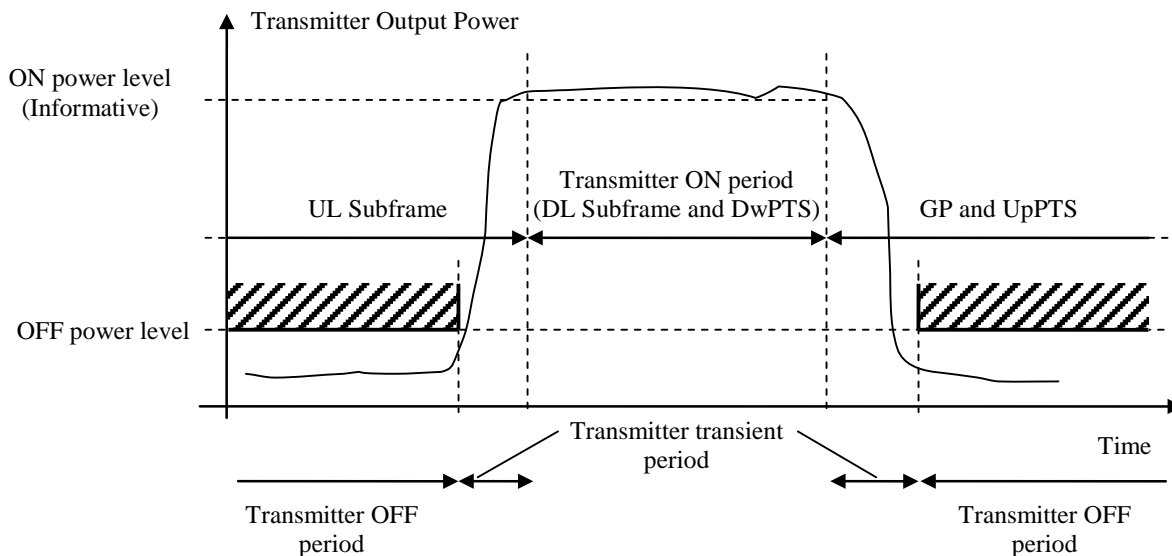 Transmitter Output Power
ON power level
(Informative)
UL Subframe
Transmitter ON period
(DL Subframe and DwPTS)
GP and UpPTS
OFF power level
Transmitter transient
period
Time
Transmitter OFF
period
Transmitter OFF
period